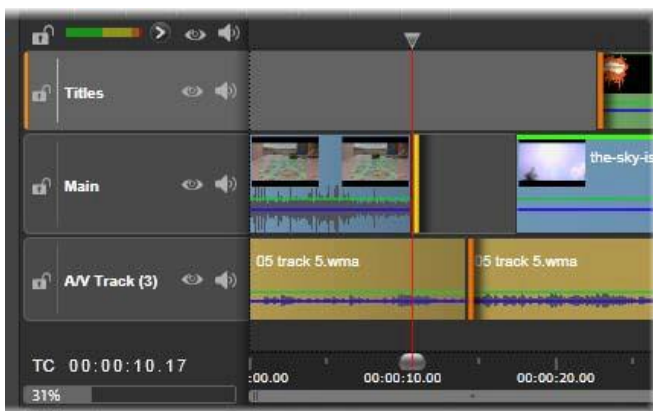 Titles
Main
the-sky-is
A/V Track (3)
05 track 5.wma
05 track 5.wma
TC 00:00:10.17
:00.00
00:00:10.00
00:00:20.00
31%